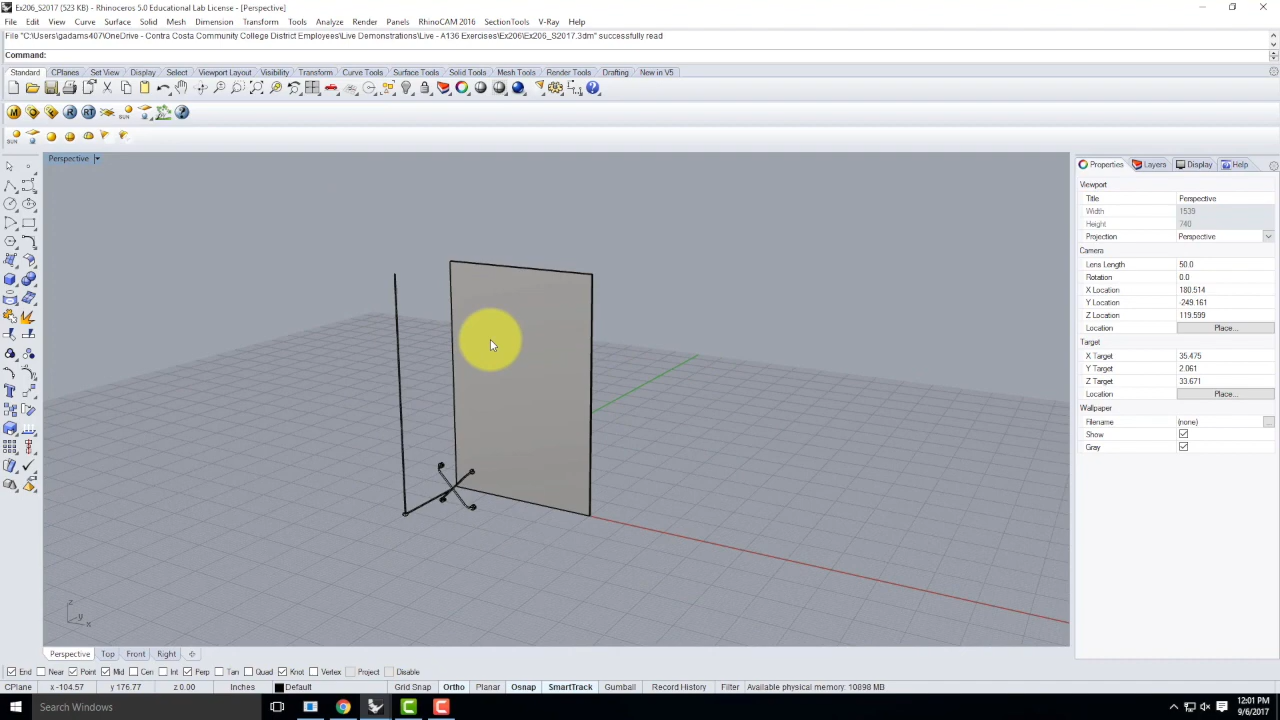 Ex206_S2017 (523 KB) - Rhinoceros 5.0 Educational Lab License - [Perspective]
File Edit View Curve Surface Solid Mesh Dimension Transform Tools Analyze Render Panels RhinoCAM 2016 SectionTools V-Ray Help
File "C:\Users\gadams407\OneDrive - Contra Costa Community College District Employees\Live Demonstrations\Live - A136 Exercises\Ex206\Ex206_S2017.3dm" successfully read
Command:
Standard CPlanes Set View Display Select Viewport Layout Visibility Transform Curve Tools Surface Tools Solid Tools Mesh Tools Render Tools Drafting New in V5
M R RT SUN
SUN
Perspective
Properties Layers Display Help
Viewport
Title Perspective
Width 1539
Height 740
Projection Perspective
Camera
Lens Length 50.0
Rotation 0.0
X Location 180.514
Y Location -249.161
Z Location 119.599
Location Place...
Target
X Target 35.475
Y Target 2.061
Z Target 33.671
Location Place...
Wallpaper
Filename (none) ...
Show
Gray
z
y
x
Perspective Top Front Right
End Near Point Mid Cen Int Perp Tan Quad Knot Vertex Project Disable
CPlane x -104.57 y 176.77 z 0.00 Inches Default Grid Snap Ortho Planar Osnap SmartTrack Gumball Record History Filter Available physical memory: 10898 MB
Search Windows
12:01 PM
9/6/2017